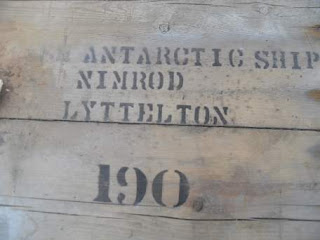 ANTARCTIC SHIP
NIMROD
LYTTELTON
190